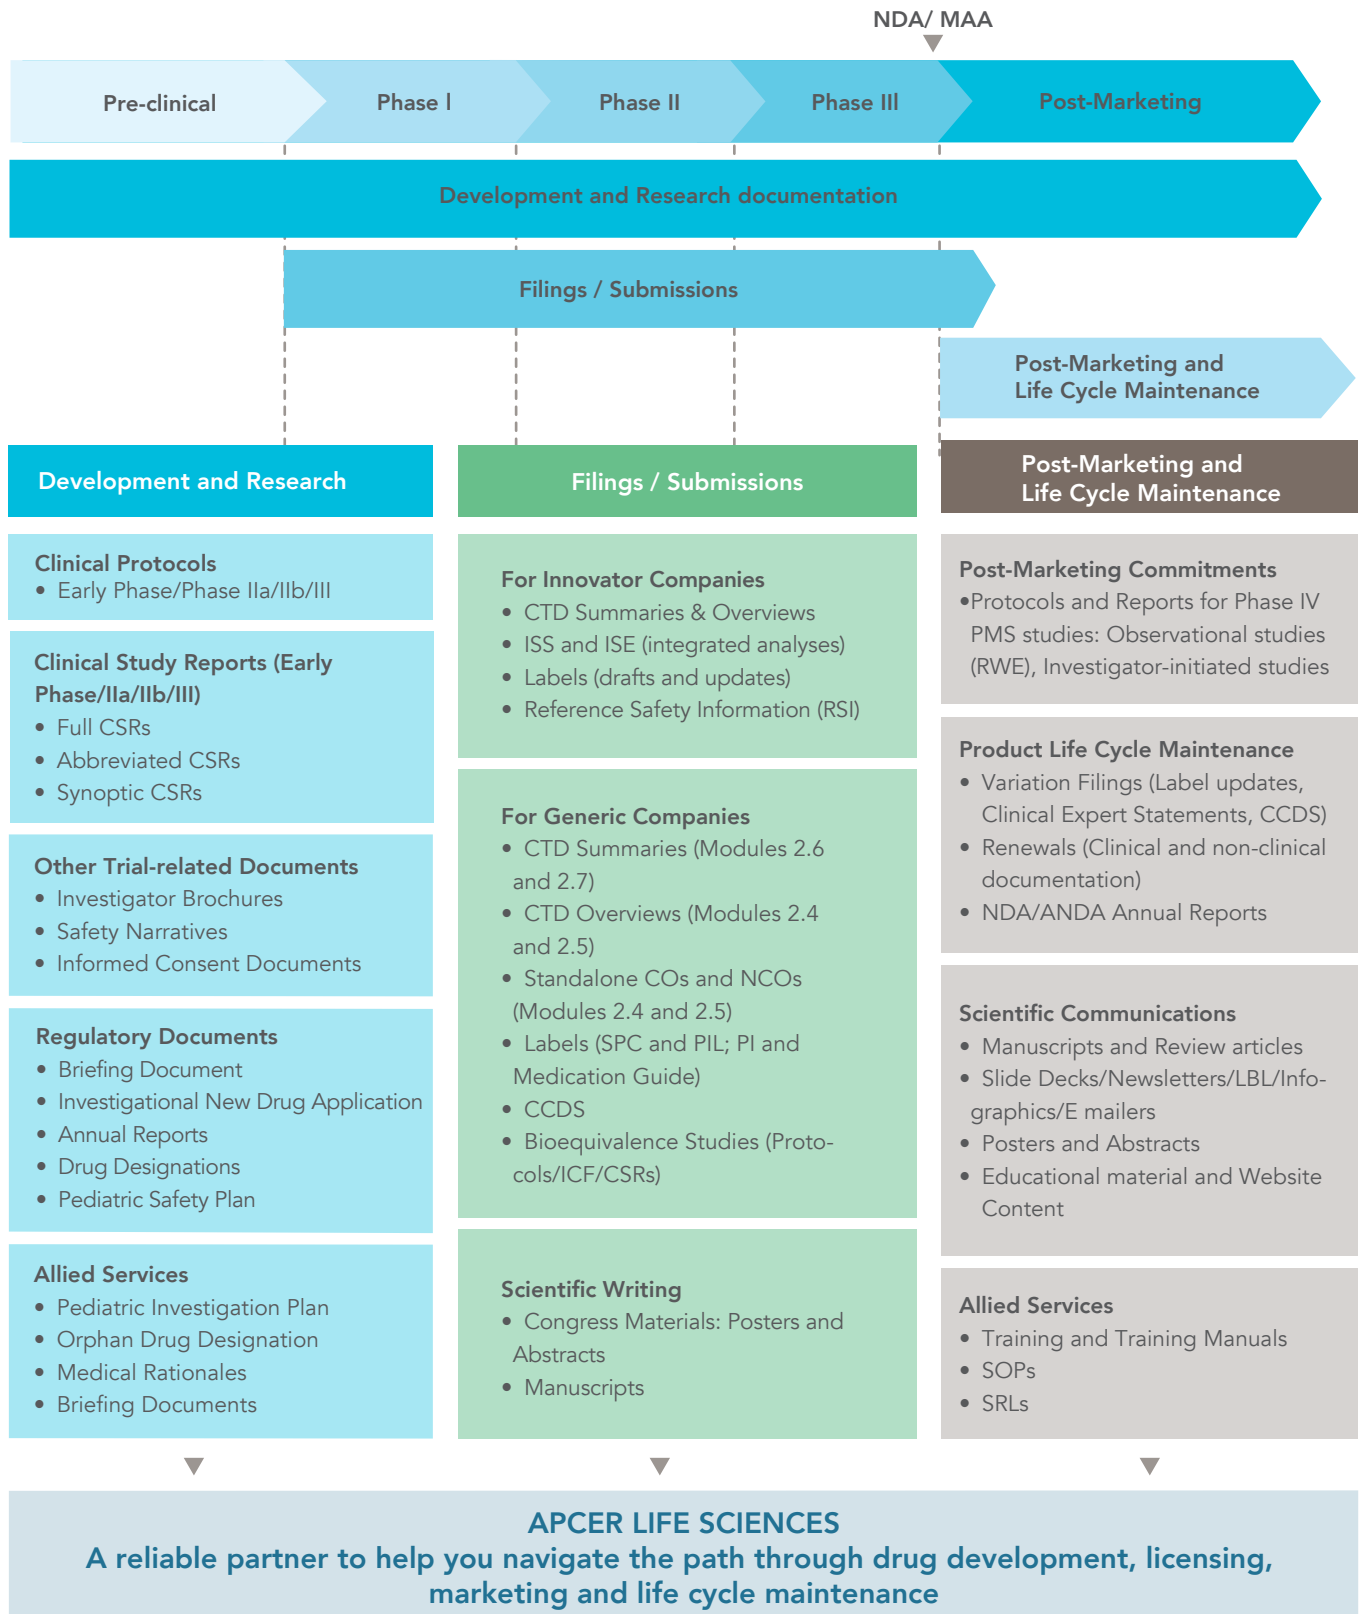 NDA/ MAA
Pre-clinical
Phase l
Phase II
Phase IIl
Post-Marketing
Development and Research documentation
Filings / Submissions
Post-Marketing and
Life Cycle Maintenance
Development and Research
Clinical Protocols
• Early Phase/Phase IIa/IIb/III
Clinical Study Reports (Early
Phase/IIa/IIb/III)
• Full CSRs
• Abbreviated CSRs
• Synoptic CSRs
Other Trial-related Documents
• Investigator Brochures
• Safety Narratives
• Informed Consent Documents
Regulatory Documents
• Briefing Document
• Investigational New Drug Application
• Annual Reports
• Drug Designations
• Pediatric Safety Plan
Allied Services
• Pediatric Investigation Plan
• Orphan Drug Designation
• Medical Rationales
• Briefing Documents
Filings / Submissions
For Innovator Companies
• CTD Summaries & Overviews
• ISS and ISE (integrated analyses)
• Labels (drafts and updates)
• Reference Safety Information (RSI)
For Generic Companies
• CTD Summaries (Modules 2.6
and 2.7)
• CTD Overviews (Modules 2.4
and 2.5)
• Standalone COs and NCOs
(Modules 2.4 and 2.5)
• Labels (SPC and PIL; PI and
Medication Guide)
• CCDS
• Bioequivalence Studies (Proto-
cols/ICF/CSRs)
Scientific Writing
• Congress Materials: Posters and
Abstracts
• Manuscripts
Post-Marketing and
Life Cycle Maintenance
Post-Marketing Commitments
•Protocols and Reports for Phase IV
PMS studies: Observational studies
(RWE), Investigator-initiated studies
Product Life Cycle Maintenance
• Variation Filings (Label updates,
Clinical Expert Statements, CCDS)
• Renewals (Clinical and non-clinical
documentation)
• NDA/ANDA Annual Reports
Scientific Communications
• Manuscripts and Review articles
• Slide Decks/Newsletters/LBL/Info-
graphics/E mailers
• Posters and Abstracts
• Educational material and Website
Content
Allied Services
• Training and Training Manuals
• SOPs
• SRLs
APCER LIFE SCIENCES
A reliable partner to help you navigate the path through drug development, licensing,
marketing and life cycle maintenance